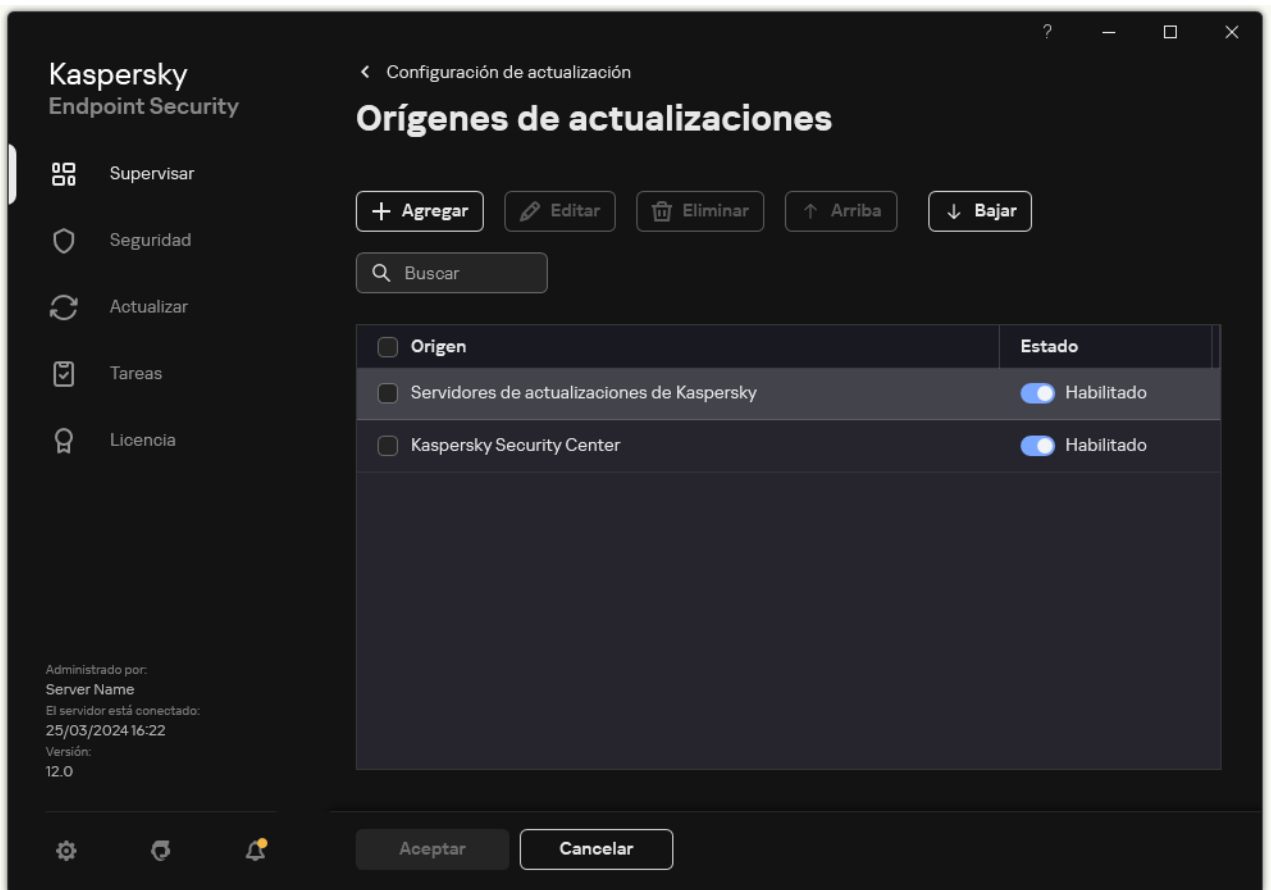 ?
Kaspersky
Endpoint Security
Supervisar
Seguridad
Actualizar
Tareas
Licencia
Administrado por:
Server Name
El servidor está conectado:
25/03/2024 16:22
Versión:
12.0
Configuración de actualización
Orígenes de actualizaciones
Agregar Editar Eliminar Arriba Bajar
Buscar
Origen Estado
Servidores de actualizaciones de Kaspersky Habilitado
Kaspersky Security Center Habilitado
Aceptar Cancelar